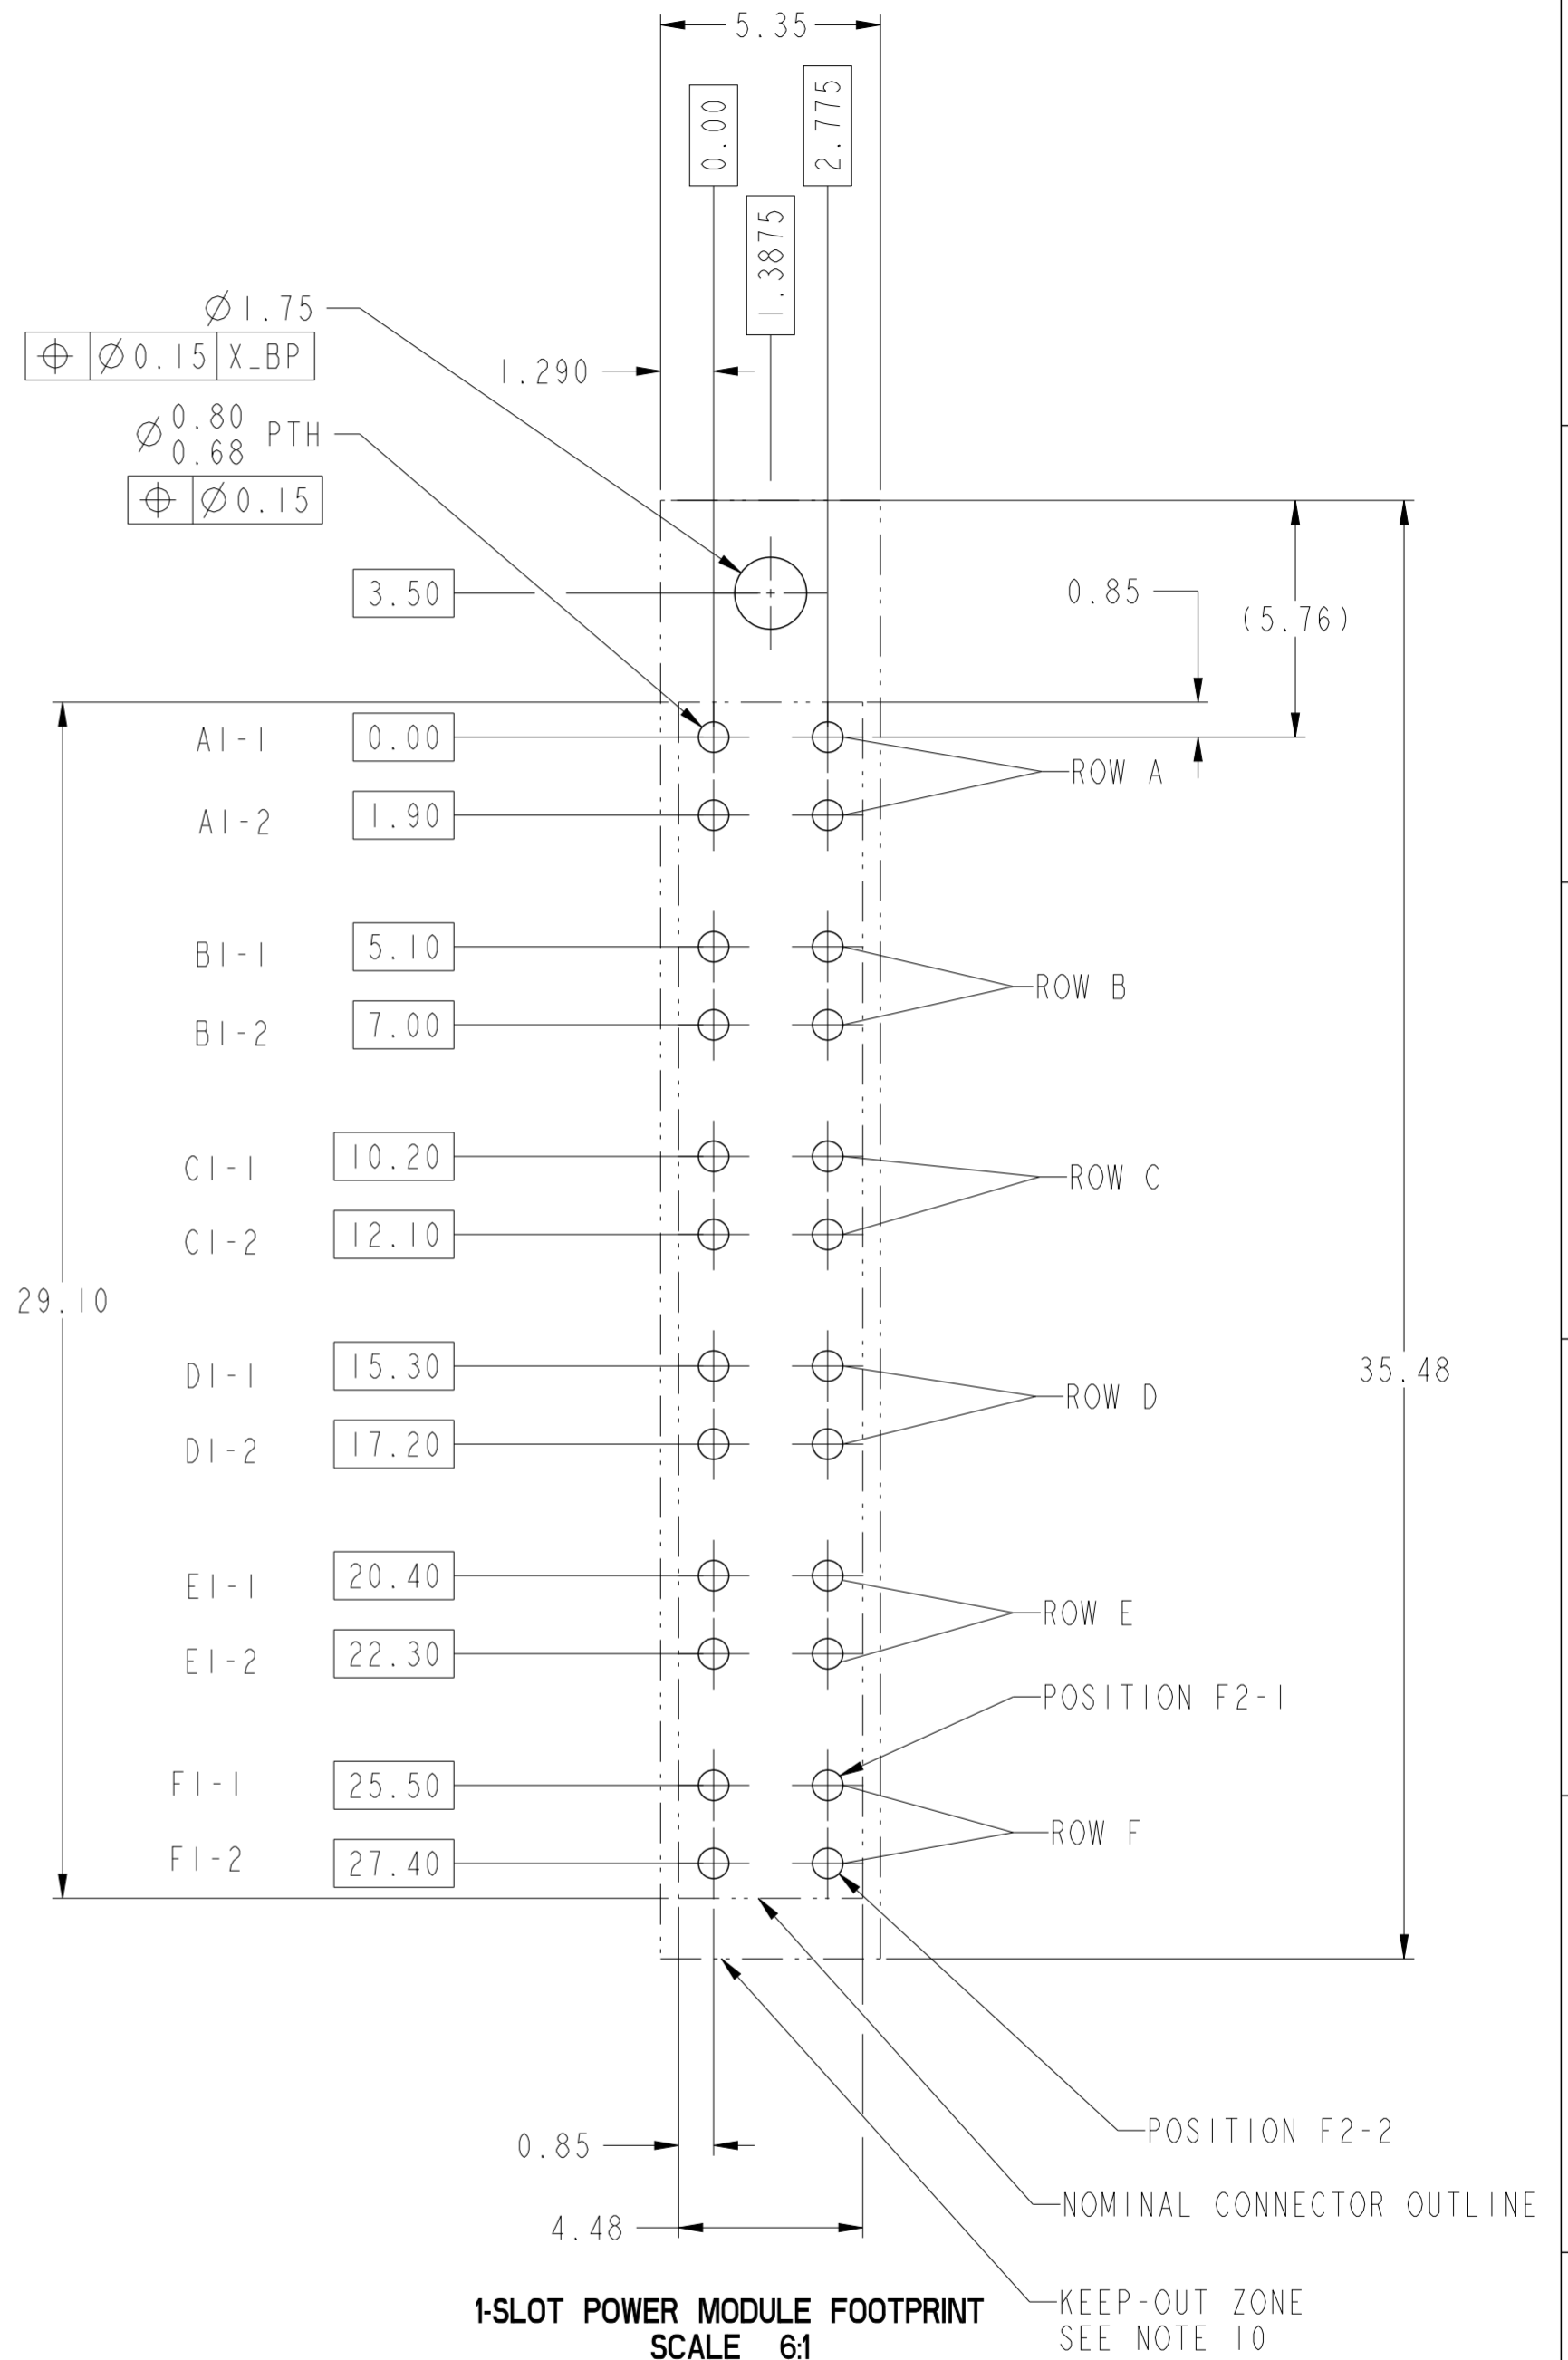 5.35
0.00
2.775
1.3875
Ø1.75
⌖ Ø0.15 X_BP
1.290
Ø 0.80
0.68 PTH
⌖ Ø0.15
3.50
0.85
(5.76)
A1-1 0.00
ROW A
A1-2 1.90
B1-1 5.10
ROW B
B1-2 7.00
C1-1 10.20
ROW C
C1-2 12.10
29.10
D1-1 15.30
35.48
ROW D
D1-2 17.20
E1-1 20.40
ROW E
E1-2 22.30
POSITION F2-1
F1-1 25.50
ROW F
F1-2 27.40
POSITION F2-2
0.85
NOMINAL CONNECTOR OUTLINE
4.48
KEEP-OUT ZONE
SEE NOTE 10
1-SLOT POWER MODULE FOOTPRINT
SCALE 6:1